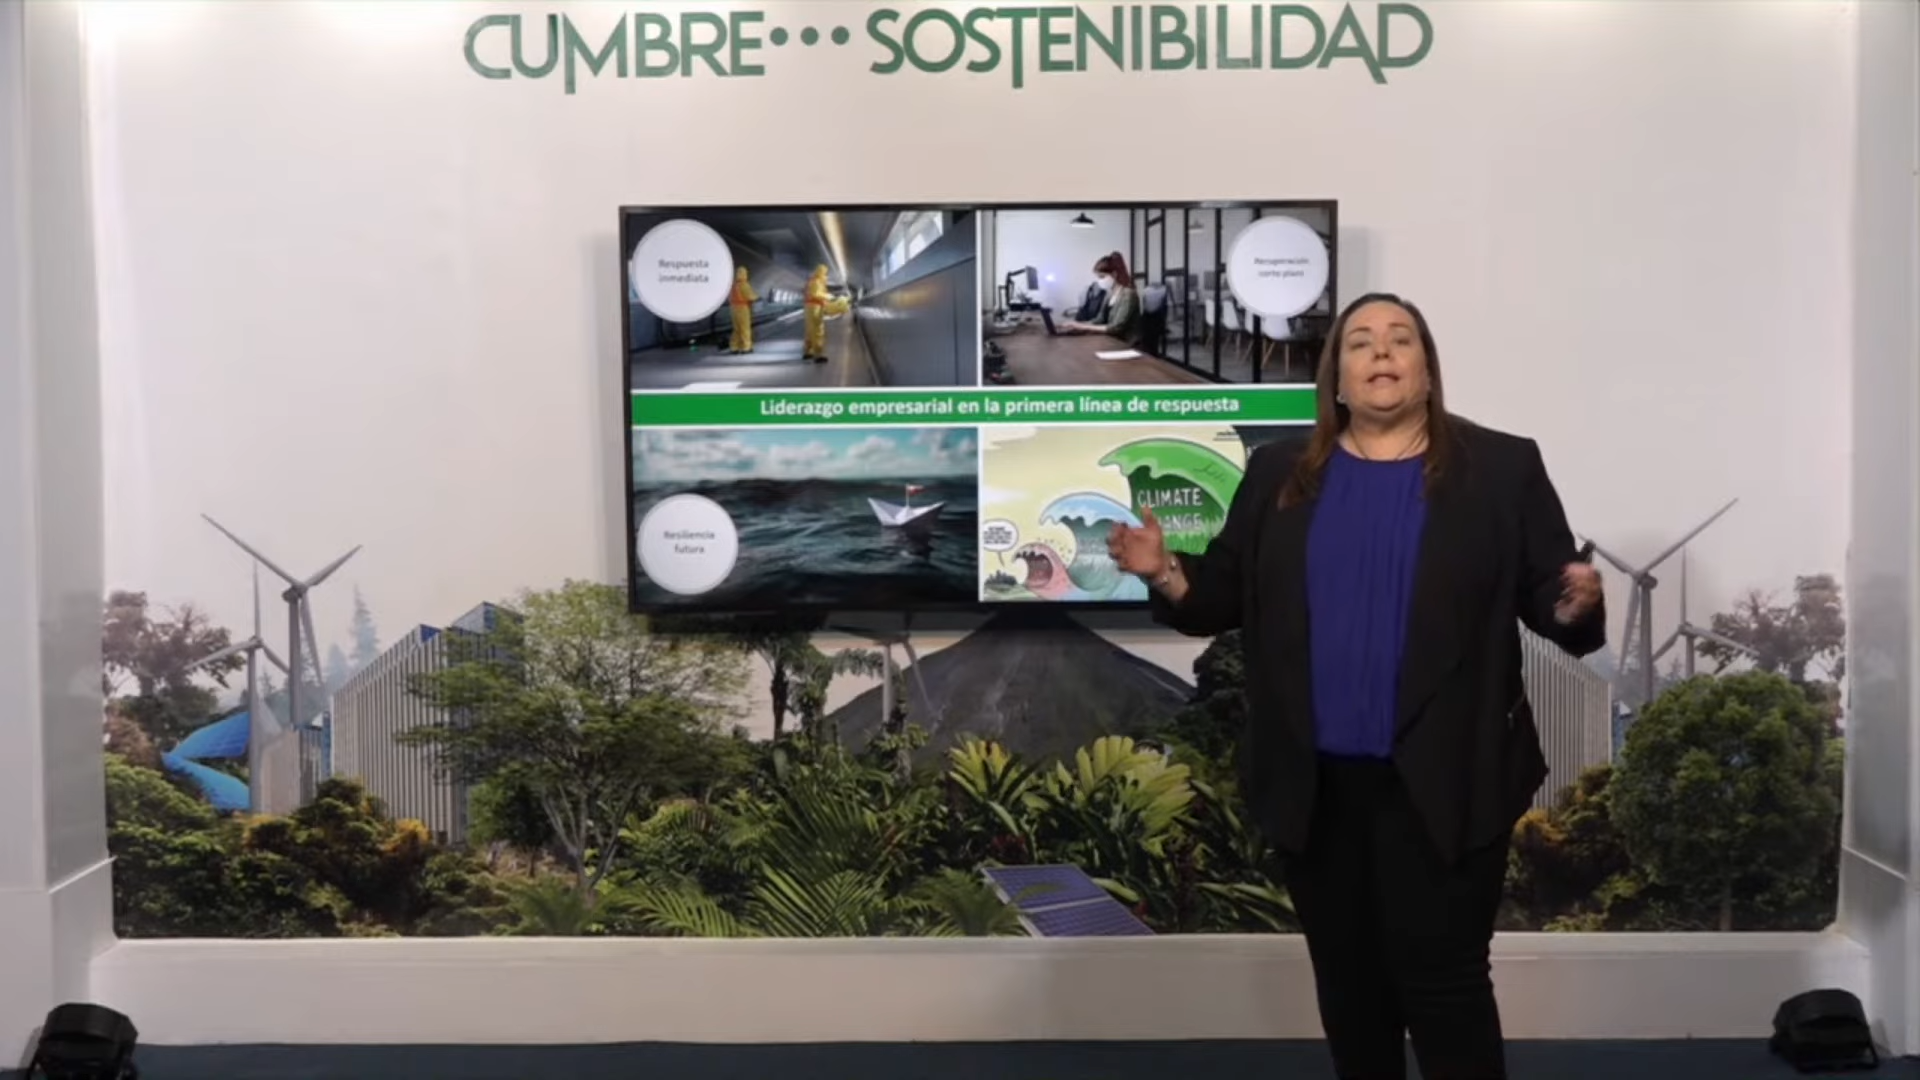 CUMBRE••• SOSTENIBILIDAD
Respuesta
inmediata
Recuperación
corto plazo
Liderazgo empresarial en la primera línea de respuesta
Resiliencia
futura
CLIMATE